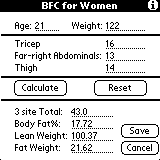 BFC for Women i
Age: 21 Weight: 122
Tricep 16
Far-right Abdominals: 13
Thigh 14
Calculate Reset
3 site Total: 43.0
Body Fat%: 17.72
Lean Weight: 100.37
Fat Weight: 21.62
Save
Cancel